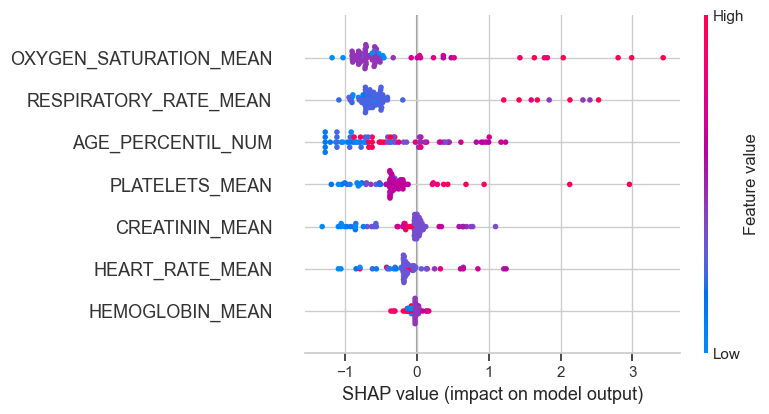 High
OXYGEN_SATURATION_MEAN
RESPIRATORY_RATE_MEAN
AGE_PERCENTIL_NUM
PLATELETS_MEAN
CREATININ_MEAN
HEART_RATE_MEAN
HEMOGLOBIN_MEAN
Feature value
Low
−1 0 1 2 3
SHAP value (impact on model output)